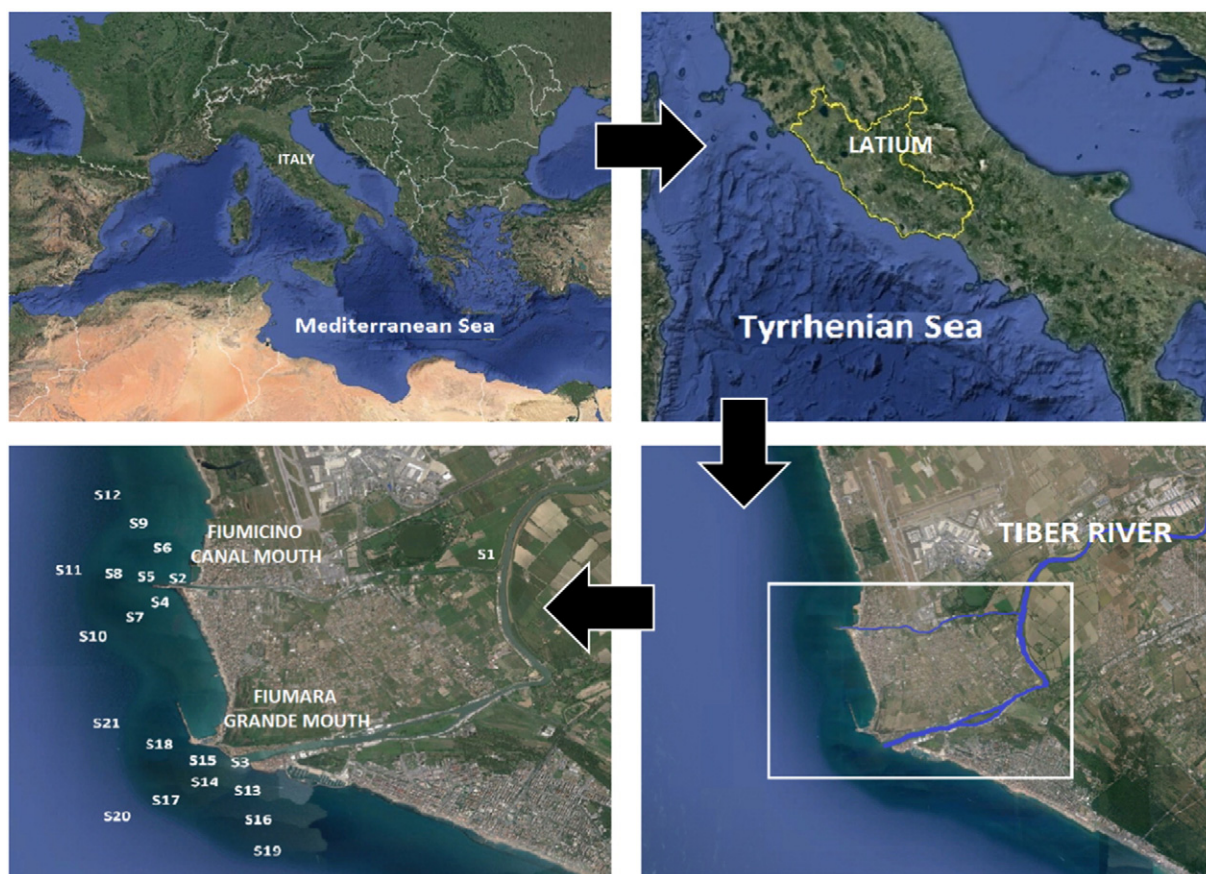 ITALY
Mediterranean Sea
LATIUM
Tyrrhenian Sea
S12
S9
FIUMICINO
CANAL MOUTH
S6
S11
S8
S5
S2
S1
S4
S7
S10
FIUMARA
GRANDE MOUTH
S21
S18
S15
S3
S14
S13
S17
S20
S16
S19
TIBER RIVER